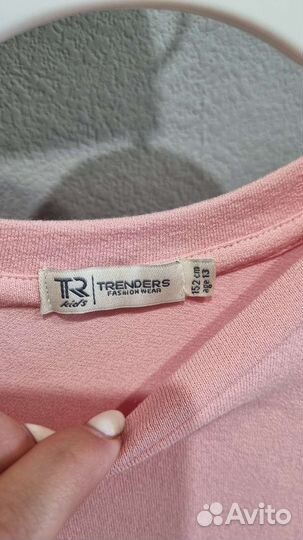 TR
kids
TRENDERS
FASHION WEAR
152 cm
age 13
Avito